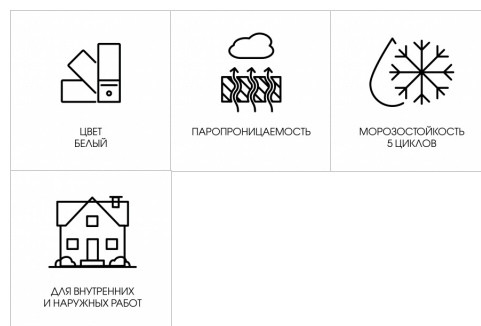 ЦВЕТ
БЕЛЫЙ
ПАРОПРОНИЦАЕМОСТЬ
МОРОЗОСТОЙКОСТЬ
5 ЦИКЛОВ
ДЛЯ ВНУТРЕННИХ
И НАРУЖНЫХ РАБОТ